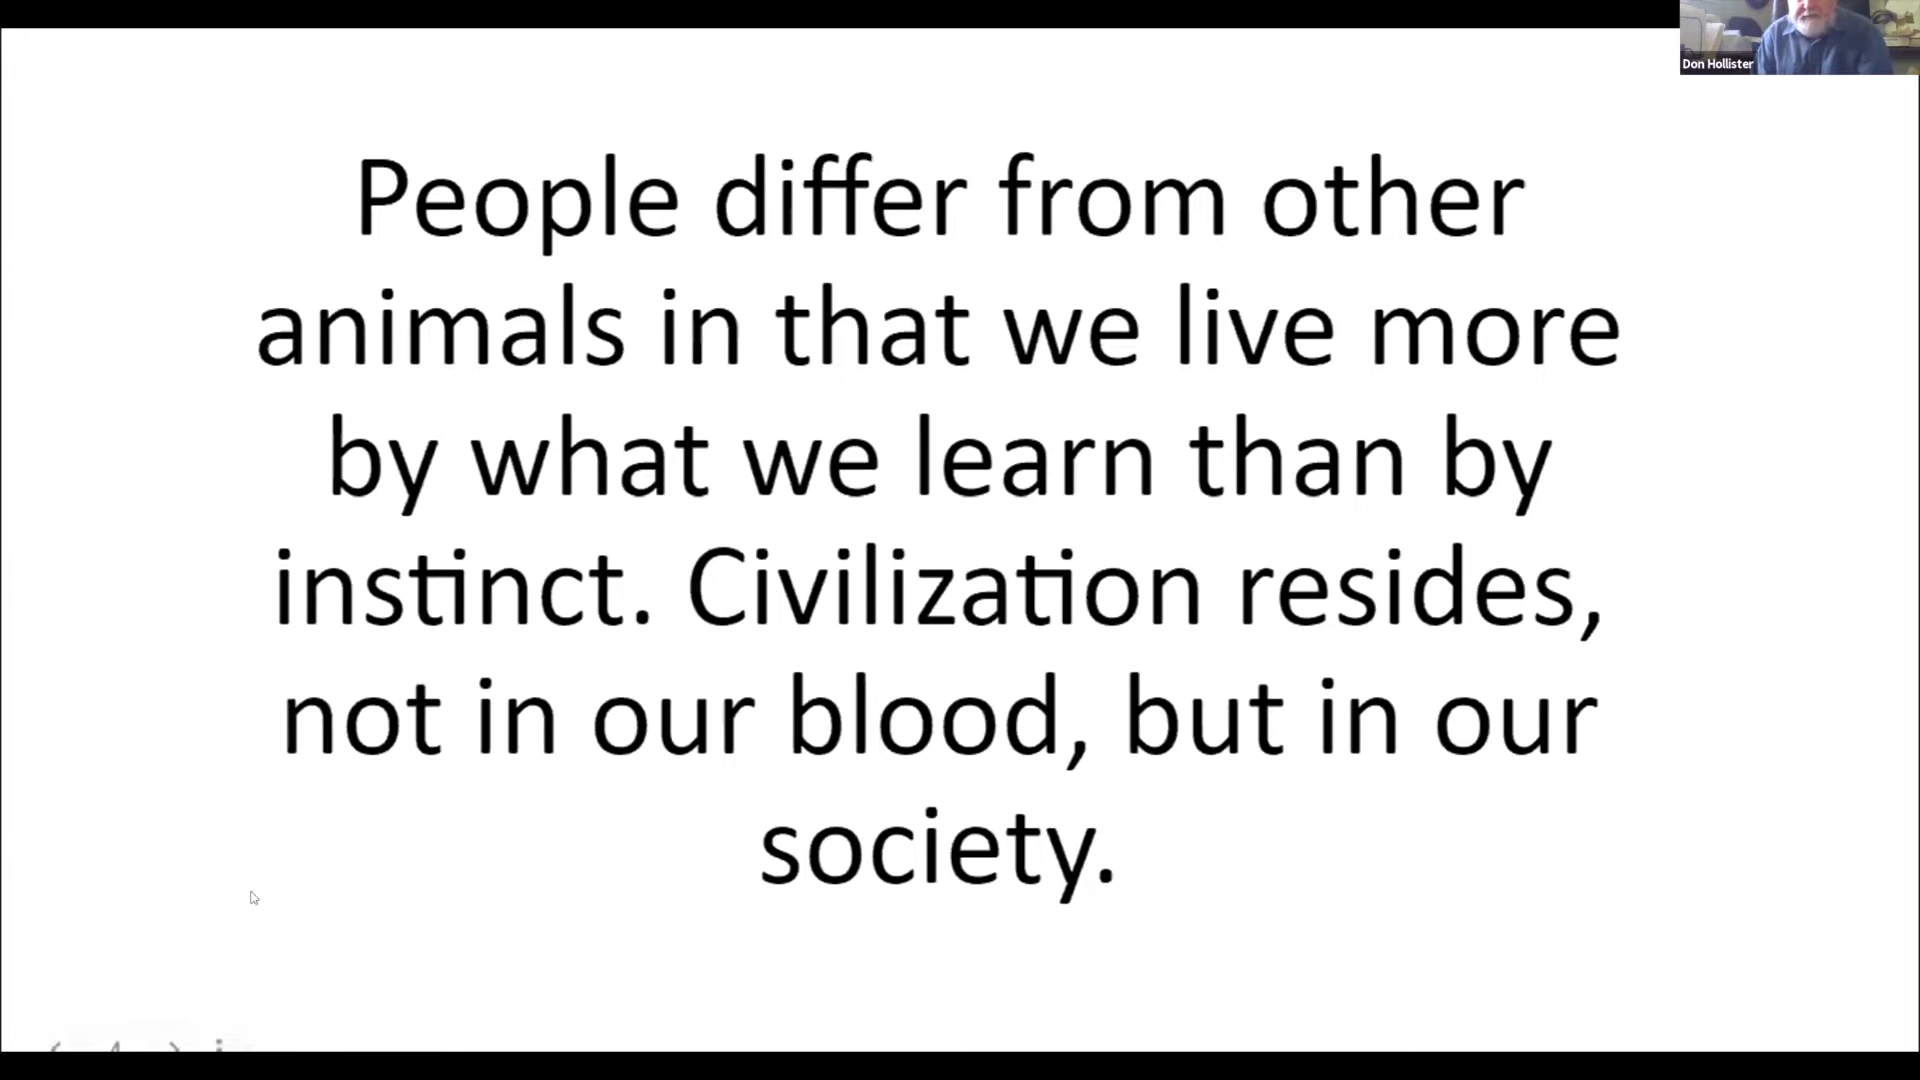 Don Hollister
People differ from other
animals in that we live more
by what we learn than by
instinct. Civilization resides,
not in our blood, but in our
society.